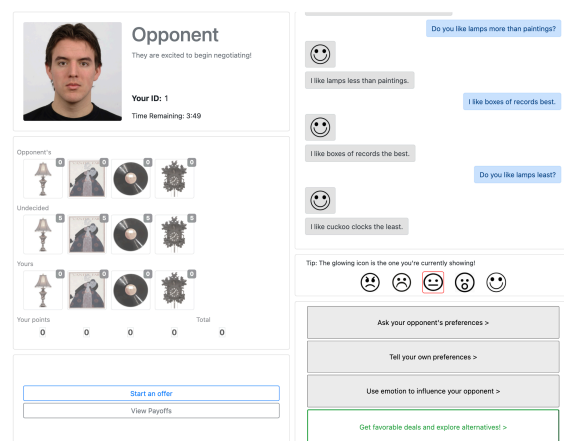 Opponent
They are excited to begin negotiating!
Your ID: 1
Time Remaining: 3:49
Opponent's
0 0 0 0
Undecided
5 5 5 5
Yours
0 0 0 0
Your points Total
0 0 0 0 0
Start an offer
View Payoffs
Do you like lamps more than paintings?
I like lamps less than paintings.
I like boxes of records best.
I like boxes of records the best.
Do you like lamps least?
I like cuckoo clocks the least.
Tip: The glowing icon is the one you're currently showing!
Ask your opponent's preferences >
Tell your own preferences >
Use emotion to influence your opponent >
Get favorable deals and explore alternatives! >